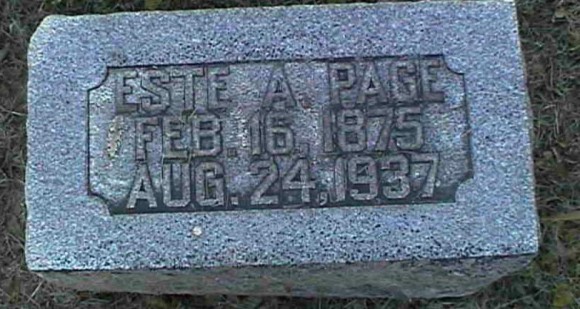 ESTE A. PAGE
FEB. 16, 1875
AUG. 24, 1937